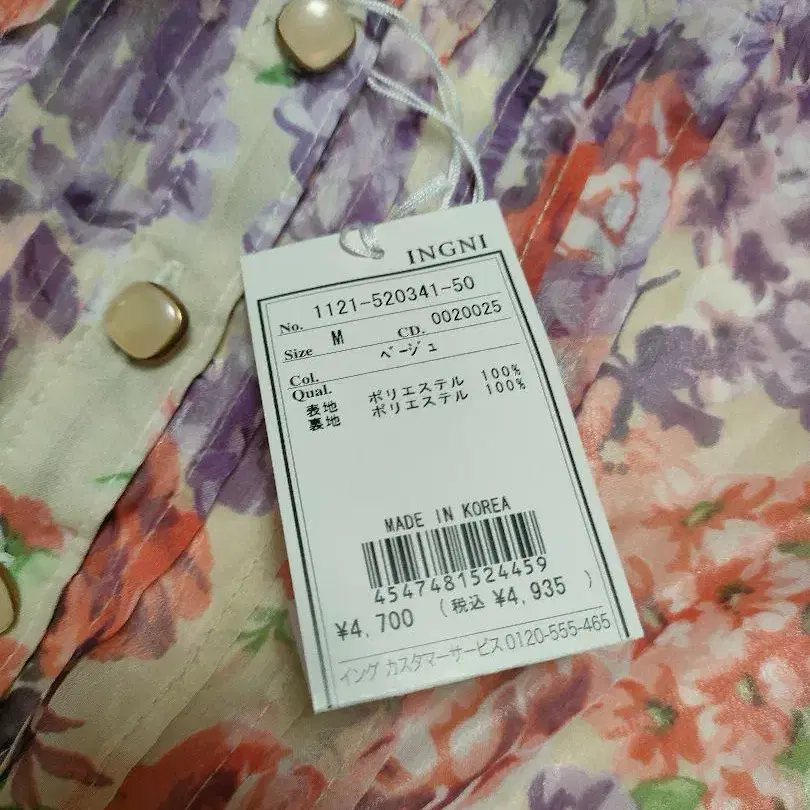 INGNI
No. 1121-520341-50
Size M CD. 0020025
Col. ベージュ
Qual.
表地 ポリエステル 100%
裏地 ポリエステル 100%
MADE IN KOREA
4547481524459
¥4,700 (税込 ¥4,935 )
イング カスタマーサービス 0120-555-465